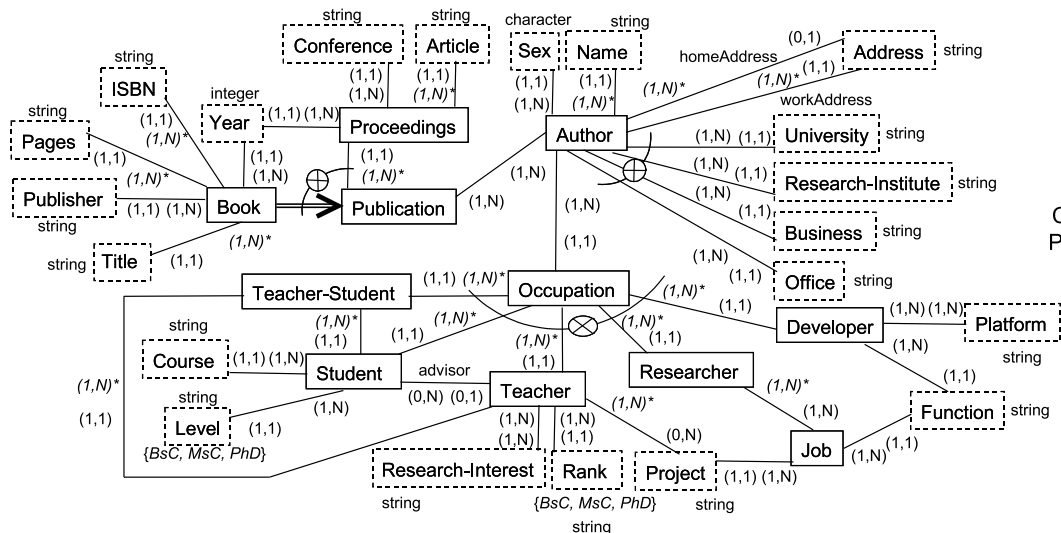 string
string
character
string
Conference
Article
Sex
Name
(0,1)
Address
string
homeAddress
string
ISBN
(1,1)
(1,N)
(1,1)
(1,N)*
(1,1)
(1,N)
(1,1)
(1,N)*
(1,N)*
(1,N)*
(1,1)
workAddress
string
Pages
(1,1)
(1,N)*
integer
Year
(1,1)
(1,N)
Proceedings
Author
(1,N)
(1,1)
University
string
(1,1)
(1,N)*
(1,1)
(1,N)
(1,1)
(1,N)*
(1,N)
(1,N)
(1,1)
Research-Institute
string
Publisher
string
(1,1)
(1,N)
Book
Publication
(1,N)
(1,N)
(1,N)
(1,1)
Business
string
string
Title
(1,1)
(1,N)*
(1,N)
(1,1)
Office
string
C
P
Teacher-Student
(1,1)
(1,N)*
Occupation
(1,1)
(1,N)*
(1,1)
Developer
(1,N)
(1,N)
Platform
string
(1,N)*
(1,1)
(1,N)*
(1,1)
(1,N)*
(1,1)
(1,N)*
(1,1)
(1,N)
string
Course
(1,1)
(1,N)
Student
advisor
(0,N)
(0,1)
Teacher
Researcher
(1,N)*
(1,N)
(1,1)
Function
string
(1,N)*
(1,1)
string
Level
{BsC, MsC, PhD}
(1,N)
(1,1)
(1,N)
(1,N)
(1,N)
(1,1)
(1,N)*
(0,N)
Job
(1,N)
(1,1)
Research-Interest
string
Rank
{BsC, MsC, PhD}
string
Project
string
(1,1)
(1,N)